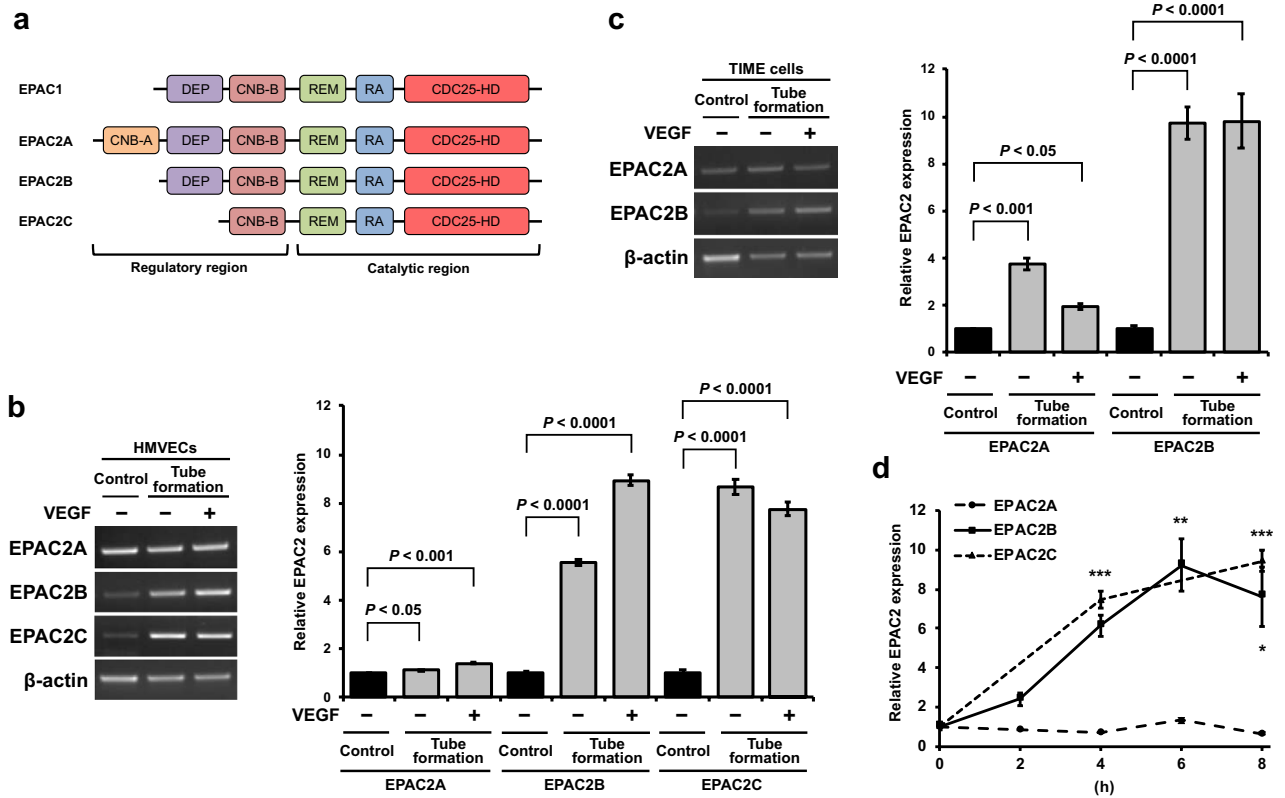 a
EPAC1
DEP CNB-B REM RA CDC25-HD
EPAC2A
CNB-A DEP CNB-B REM RA CDC25-HD
EPAC2B
DEP CNB-B REM RA CDC25-HD
EPAC2C
CNB-B REM RA CDC25-HD
Regulatory region
Catalytic region
b
HMVECs
Control
Tube
formation
VEGF − − +
EPAC2A
EPAC2B
EPAC2C
β-actin
Relative EPAC2 expression
12
10
8
6
4
2
0
P < 0.05
P < 0.001
P < 0.0001
P < 0.0001
P < 0.0001
P < 0.0001
VEGF − − + − − + − − +
Control Tube Control Tube Control Tube
formation formation formation
EPAC2A EPAC2B EPAC2C
c
TIME cells
Control
Tube
formation
VEGF − − +
EPAC2A
EPAC2B
β-actin
Relative EPAC2 expression
12
10
8
6
4
2
0
P < 0.001
P < 0.05
P < 0.0001
P < 0.0001
VEGF − − + − − +
Control Tube Control Tube
formation formation
EPAC2A EPAC2B
d
EPAC2A
EPAC2B
EPAC2C
Relative EPAC2 expression
12
10
8
6
4
2
0
***
**
***
*
0 2 4 6 8
(h)